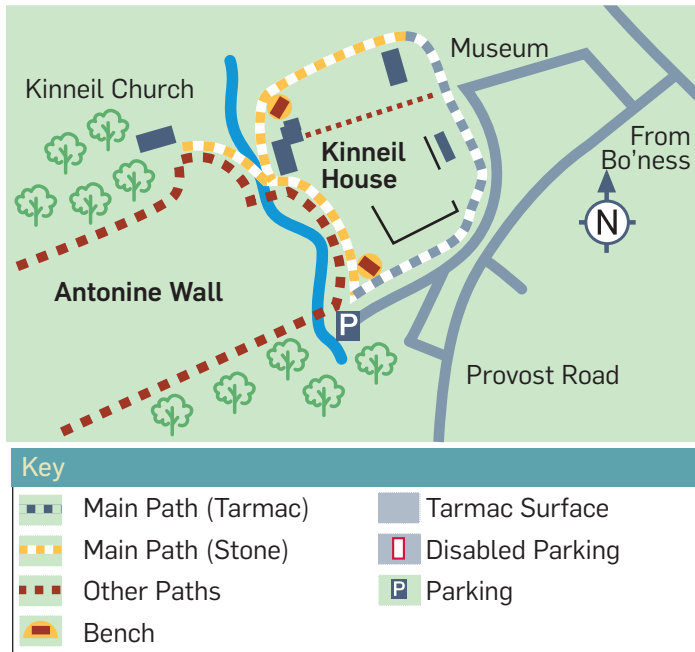 Museum
Kinneil Church
From
Bo'ness
Kinneil
House
N
Antonine Wall
P
Provost Road
Key
Main Path (Tarmac)
Tarmac Surface
Main Path (Stone)
Disabled Parking
Other Paths
P
Parking
Bench